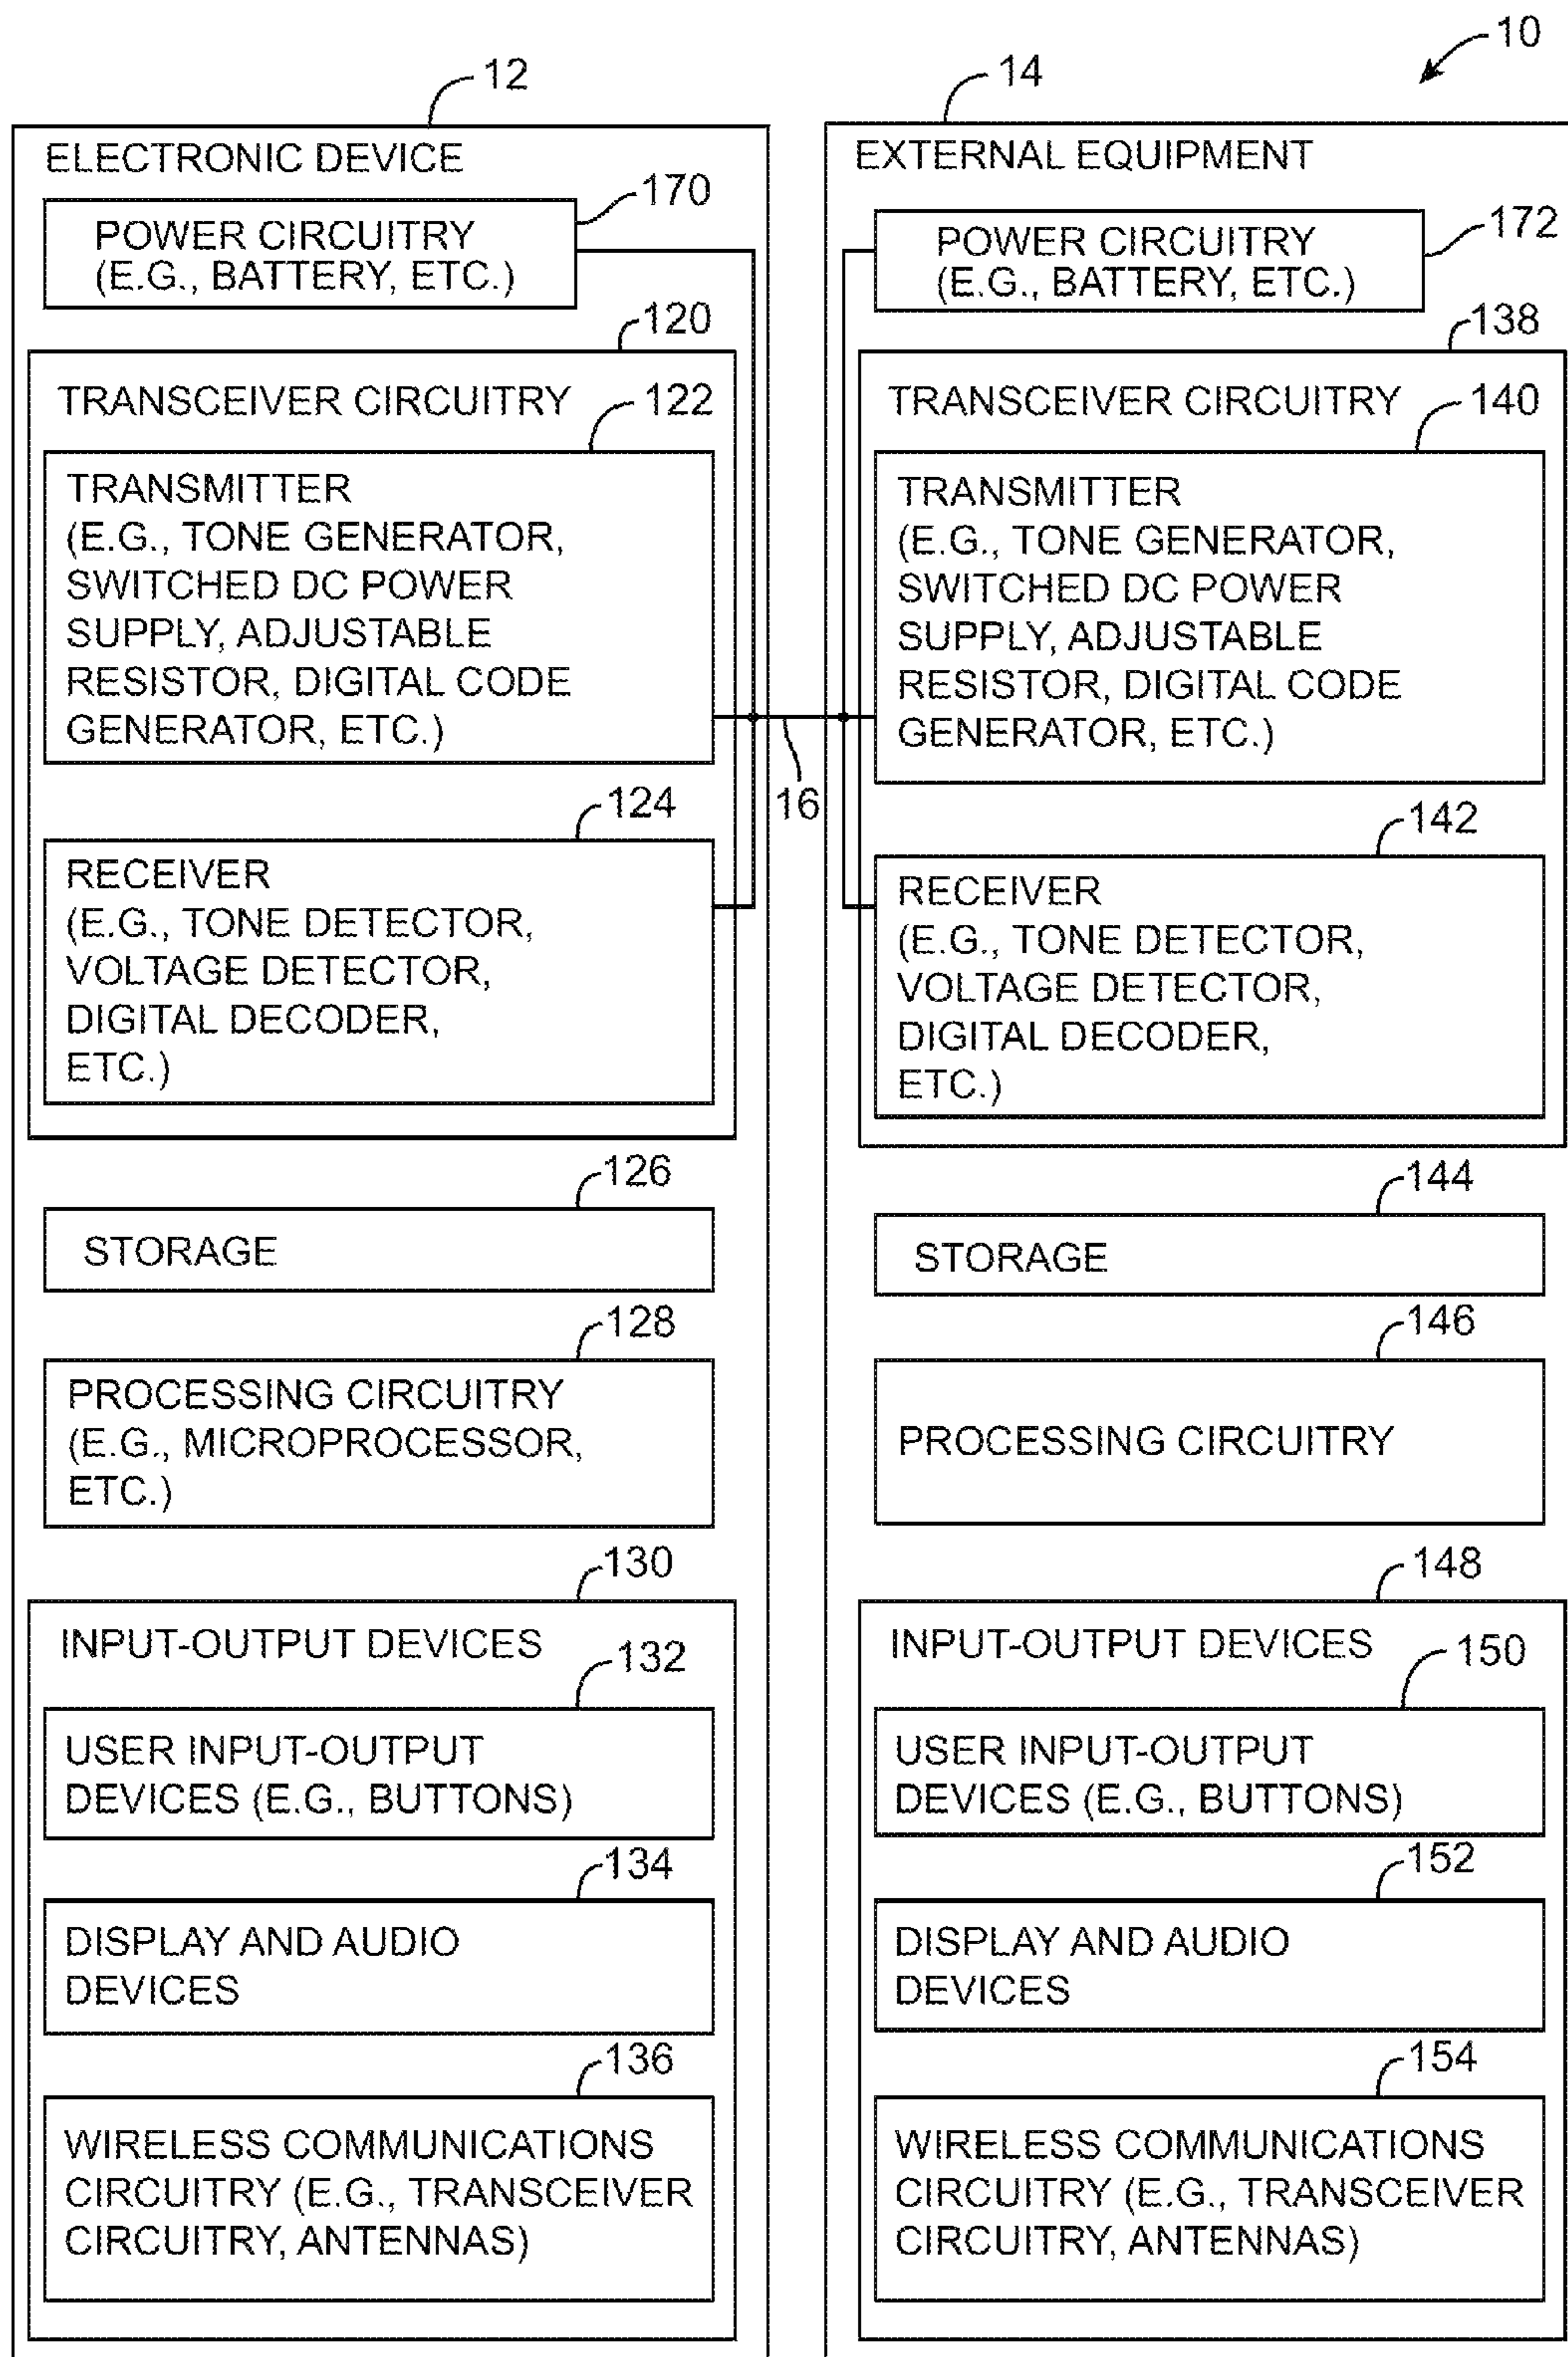 10
12
ELECTRONIC DEVICE
170
POWER CIRCUITRY
(E.G., BATTERY, ETC.)
120
TRANSCEIVER CIRCUITRY
122
TRANSMITTER
(E.G., TONE GENERATOR,
SWITCHED DC POWER
SUPPLY, ADJUSTABLE
RESISTOR, DIGITAL CODE
GENERATOR, ETC.)
124
RECEIVER
(E.G., TONE DETECTOR,
VOLTAGE DETECTOR,
DIGITAL DECODER,
ETC.)
126
STORAGE
128
PROCESSING CIRCUITRY
(E.G., MICROPROCESSOR,
ETC.)
130
INPUT-OUTPUT DEVICES
132
USER INPUT-OUTPUT
DEVICES (E.G., BUTTONS)
134
DISPLAY AND AUDIO
DEVICES
136
WIRELESS COMMUNICATIONS
CIRCUITRY (E.G., TRANSCEIVER
CIRCUITRY, ANTENNAS)
16
14
EXTERNAL EQUIPMENT
172
POWER CIRCUITRY
(E.G., BATTERY, ETC.)
138
TRANSCEIVER CIRCUITRY
140
TRANSMITTER
(E.G., TONE GENERATOR,
SWITCHED DC POWER
SUPPLY, ADJUSTABLE
RESISTOR, DIGITAL CODE
GENERATOR, ETC.)
142
RECEIVER
(E.G., TONE DETECTOR,
VOLTAGE DETECTOR,
DIGITAL DECODER,
ETC.)
144
STORAGE
146
PROCESSING CIRCUITRY
148
INPUT-OUTPUT DEVICES
150
USER INPUT-OUTPUT
DEVICES (E.G., BUTTONS)
152
DISPLAY AND AUDIO
DEVICES
154
WIRELESS COMMUNICATIONS
CIRCUITRY (E.G., TRANSCEIVER
CIRCUITRY, ANTENNAS)